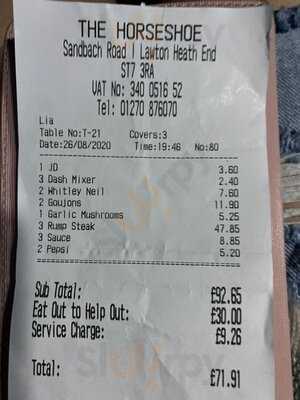 THE HORSESHOE
Sandbach Road | Lawton Heath End
ST7 3RA
VAT No: 340 0516 52
Tel: 01270 876070
Lia
Table No:T-21 Covers:3
Date:26/08/2020 Time:19:46 No:80
1 JD 3.60
3 Dash Mixer 2.40
2 Whitley Neil 7.60
2 Goujons 11.90
1 Garlic Mushrooms 5.25
3 Rump Steak 47.85
3 Sauce 8.85
2 Pepsi 5.20
Sub Total: £92.65
Eat Out to Help Out: £30.00
Service Charge: £9.26
Total: £71.91
Sluurpy